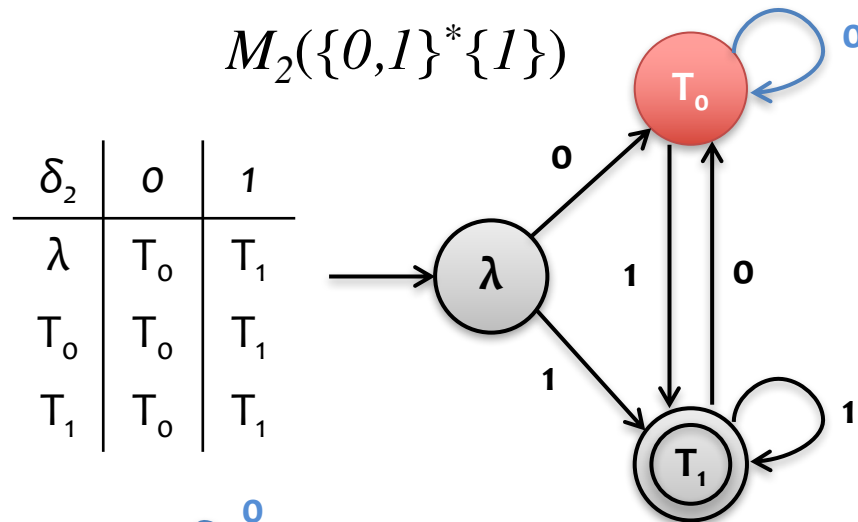 M₂({0,1}*{1})
δ₂ 0 1
λ T₀ T₁
T₀ T₀ T₁
T₁ T₀ T₁
T₀
0
0
λ
1
0
1
T₁
1
0